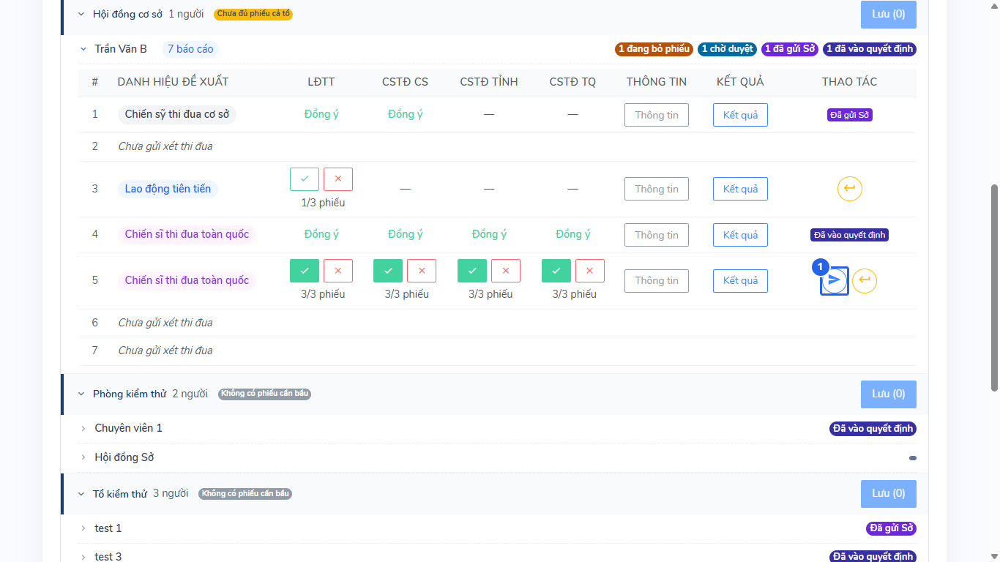 Hội đồng cơ sở 1 người Chưa đủ phiếu cả tổ Lưu (0)
Trần Văn B 7 báo cáo 1 đang bỏ phiếu 1 chờ duyệt 1 đã gửi Sở 1 đã vào quyết định
# DANH HIỆU ĐỀ XUẤT LĐTT CSTĐ CS CSTĐ TỈNH CSTĐ TQ THÔNG TIN KẾT QUẢ THAO TÁC
1 Chiến sỹ thi đua cơ sở Đồng ý Đồng ý — — Thông tin Kết quả Đã gửi Sở
2 Chưa gửi xét thi đua
3 Lao động tiên tiến — — — Thông tin Kết quả
1/3 phiếu
4 Chiến sĩ thi đua toàn quốc Đồng ý Đồng ý Đồng ý Đồng ý Thông tin Kết quả Đã vào quyết định
5 Chiến sĩ thi đua toàn quốc Thông tin Kết quả 1
3/3 phiếu 3/3 phiếu 3/3 phiếu 3/3 phiếu
6 Chưa gửi xét thi đua
7 Chưa gửi xét thi đua
Phòng kiểm thử 2 người Không có phiếu cần bầu Lưu (0)
Chuyên viên 1 Đã vào quyết định
Hội đồng Sở
Tổ kiểm thử 3 người Không có phiếu cần bầu Lưu (0)
test 1 Đã gửi Sở
test 3 Đã vào quyết định